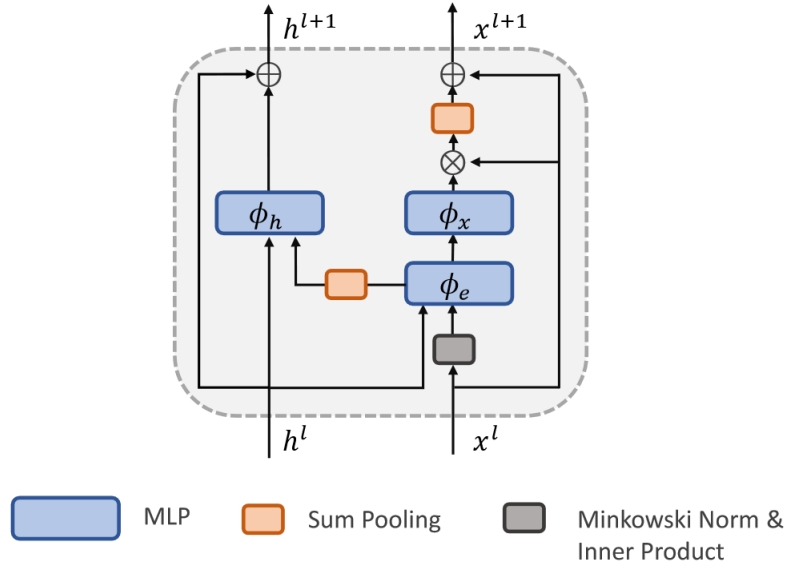 h^{l+1} x^{l+1}
ϕ_h ϕ_x
ϕ_e
h^l x^l
MLP Sum Pooling Minkowski Norm &
Inner Product